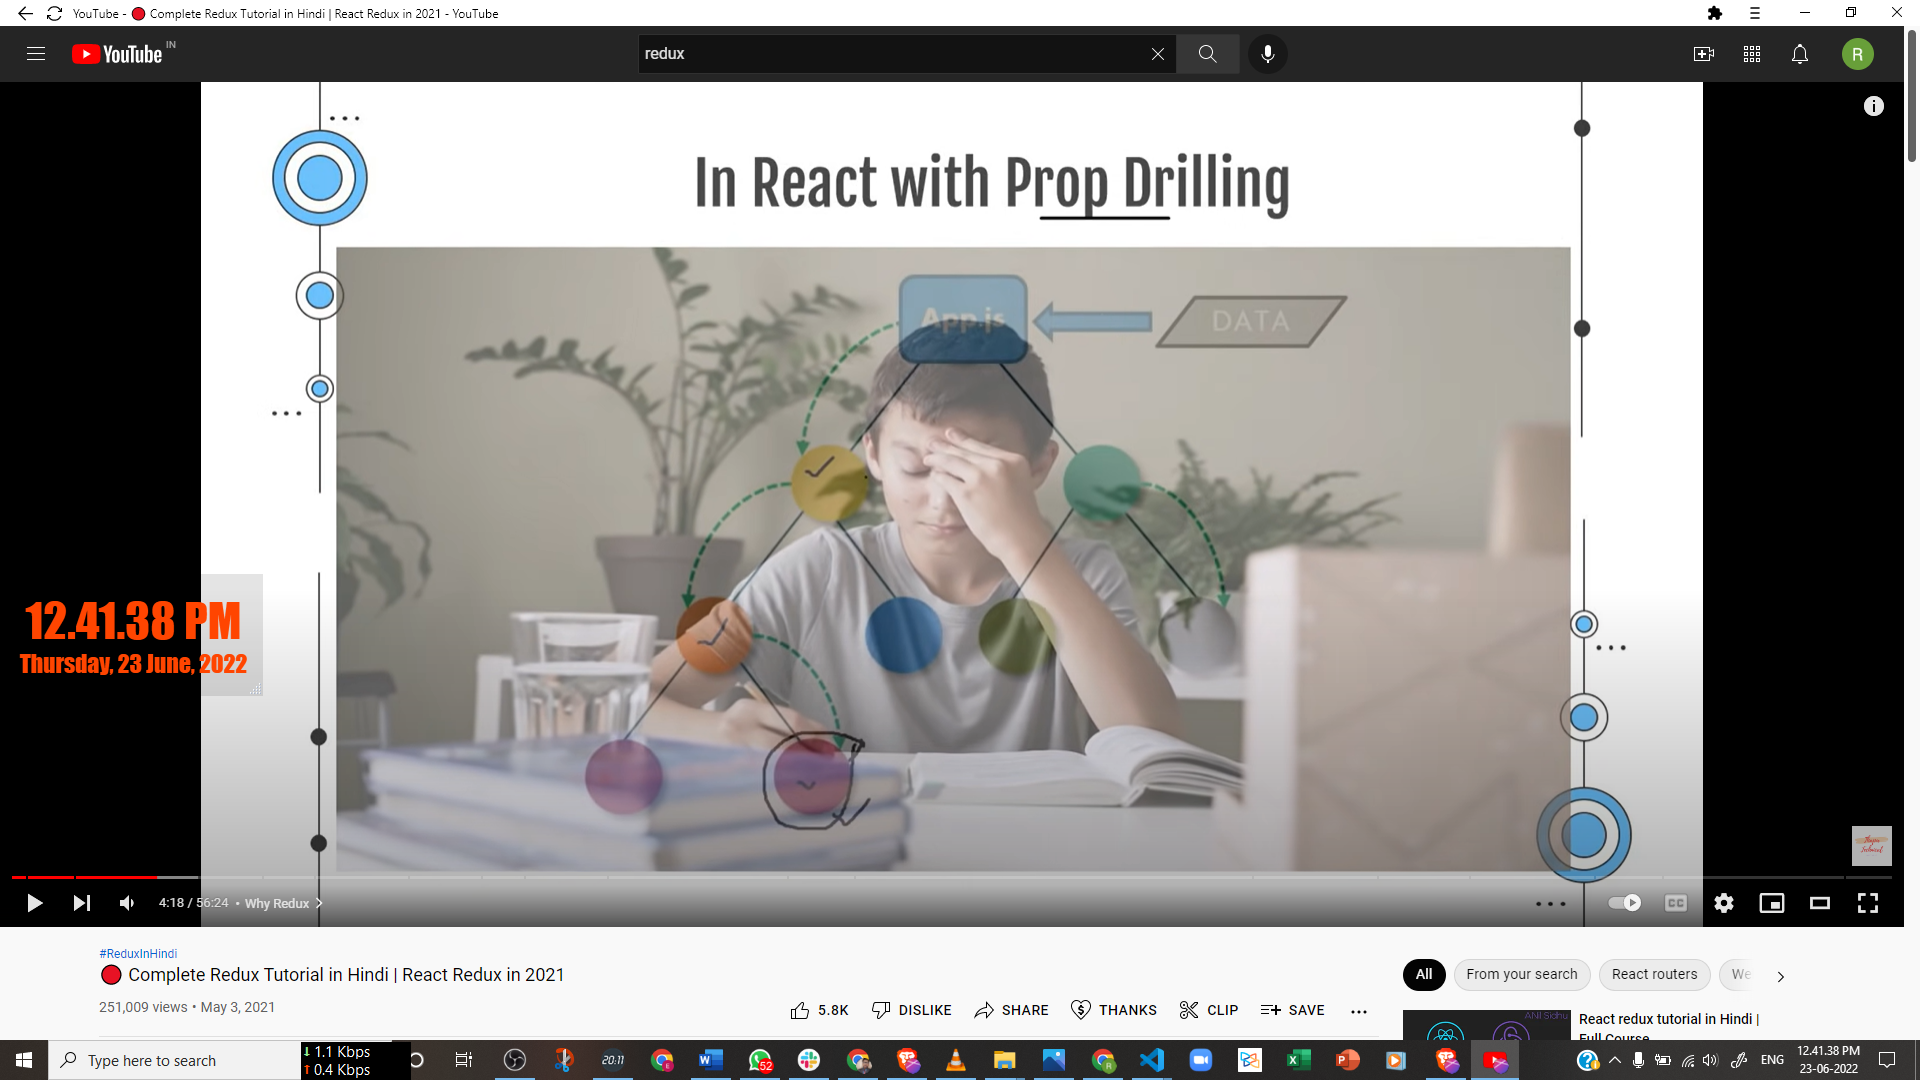 YouTube - 🔴 Complete Redux Tutorial in Hindi | React Redux in 2021 - YouTube
YouTube IN
redux
R
In React with Prop Drilling
App.js
DATA
12.41.38 PM
Thursday, 23 June, 2022
4:18 / 56:24 • Why Redux
CC
#ReduxInHindi
🔴 Complete Redux Tutorial in Hindi | React Redux in 2021
251,009 views • May 3, 2021
5.8K DISLIKE SHARE THANKS CLIP SAVE
All From your search React routers We
Anil Sidhu
React redux tutorial in Hindi |
Full Course
Type here to search
1.1 Kbps
0.4 Kbps
20:11
52
ENG
12.41.38 PM
23-06-2022